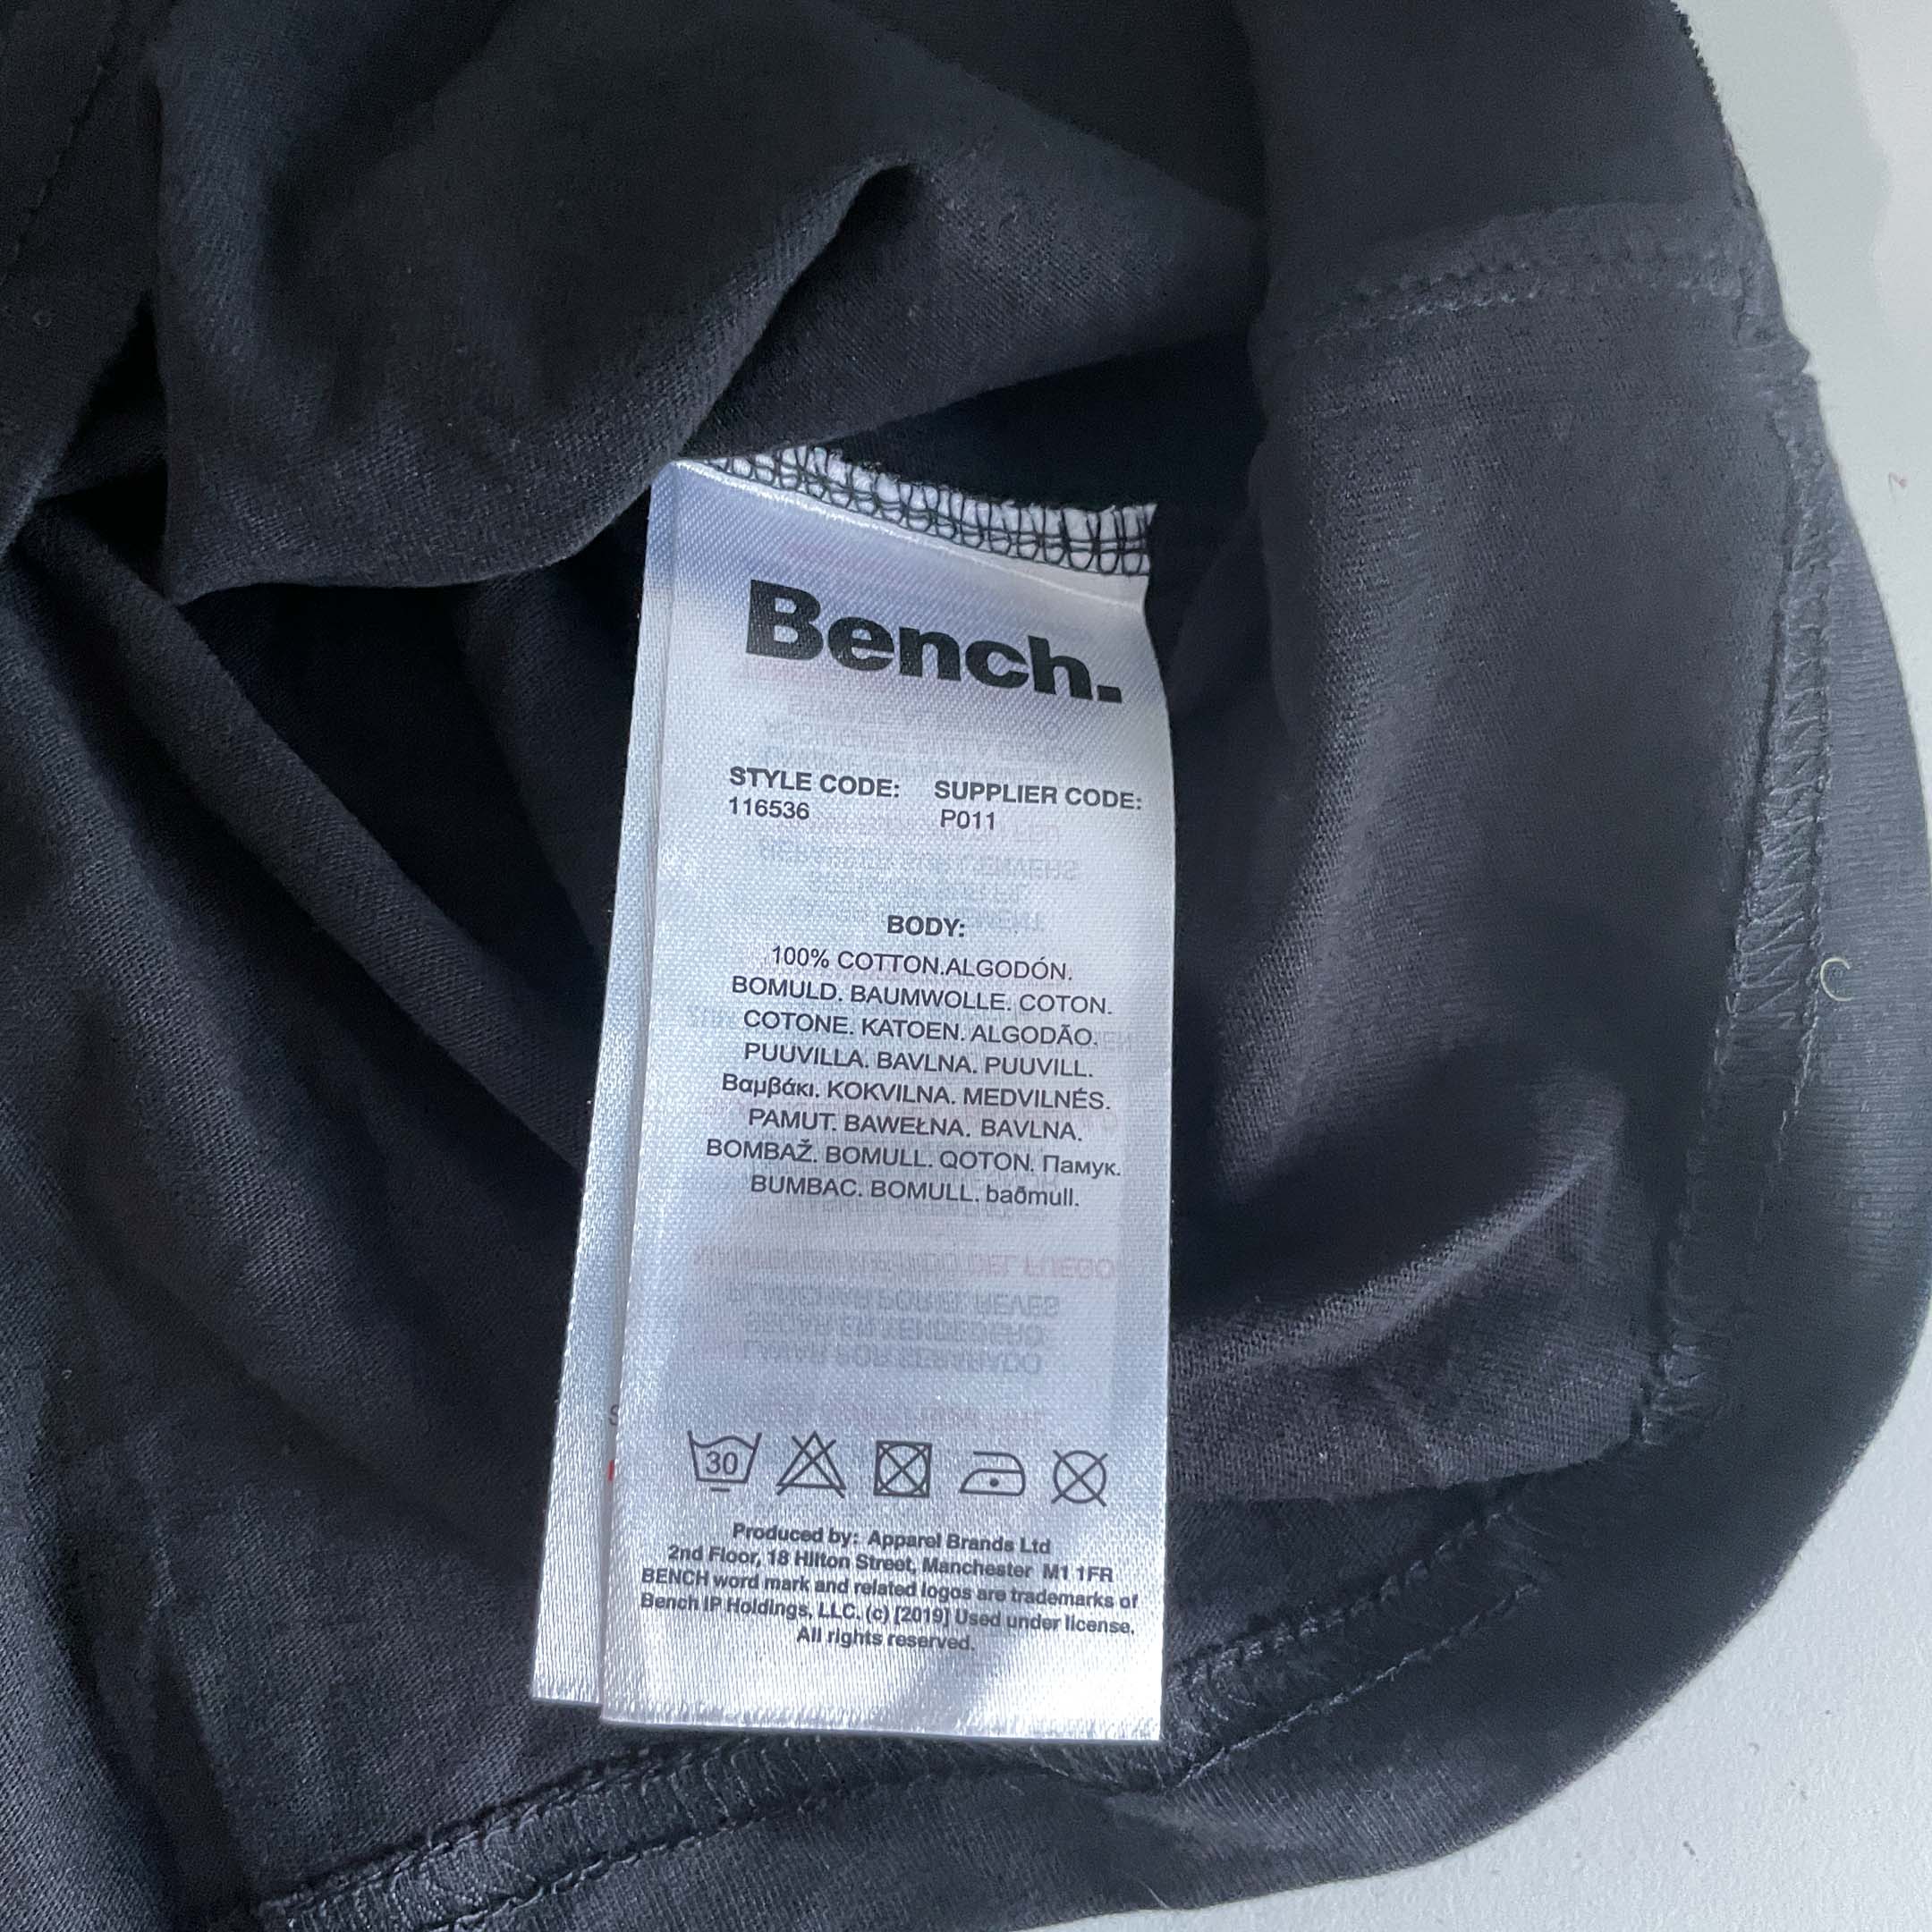 Bench.
STYLE CODE: SUPPLIER CODE:
116536 P011
BODY:
100% COTTON.ALGODÓN.
BOMULD. BAUMWOLLE. COTON.
COTONE. KATOEN. ALGODÃO.
PUUVILLA. BAVLNA. PUUVILL.
Βαμβάκι. KOKVILNA. MEDVILNÉS.
PAMUT. BAWEŁNA. BAVLNA.
BOMBAŽ. BOMULL. QOTON. Памук.
BUMBAC. BOMULL. baðmull.
30
Produced by: Apparel Brands Ltd
2nd Floor, 18 Hilton Street, Manchester M1 1FR
BENCH word mark and related logos are trademarks of
Bench IP Holdings, LLC. (c) [2019] Used under license.
All rights reserved.